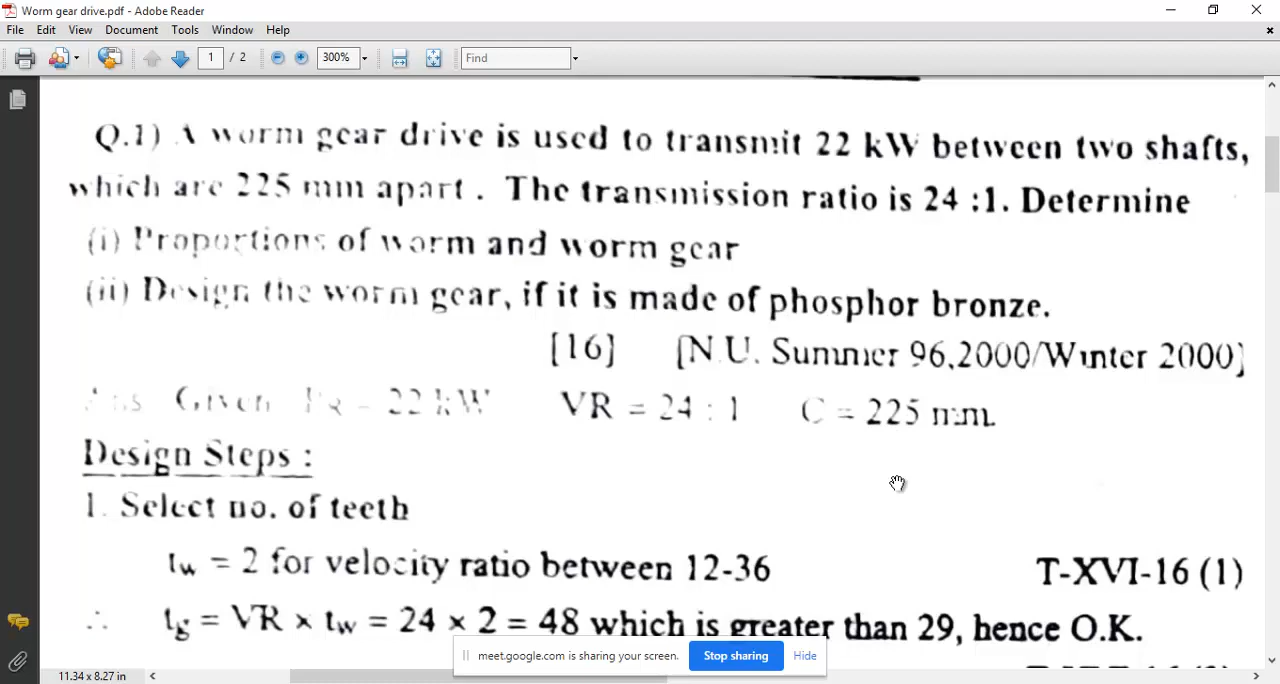 Worm gear drive.pdf - Adobe Reader
File Edit View Document Tools Window Help
1 / 2 300% Find
Q.1) A worm gear drive is used to transmit 22 kW between two shafts,
which are 225 mm apart . The transmission ratio is 24 :1. Determine
(i) Proportions of worm and worm gear
(ii) Design the worm gear, if it is made of phosphor bronze.
[16] [N.U. Summer 96,2000/Winter 2000]
Ans Given PR = 22 kW VR = 24 : 1 C = 225 mm.
Design Steps :
1. Select no. of teeth
tw = 2 for velocity ratio between 12-36 T-XVI-16 (1)
∴ tg = VR × tw = 24 × 2 = 48 which is greater than 29, hence O.K.
meet.google.com is sharing your screen. Stop sharing Hide
11.34 x 8.27 in